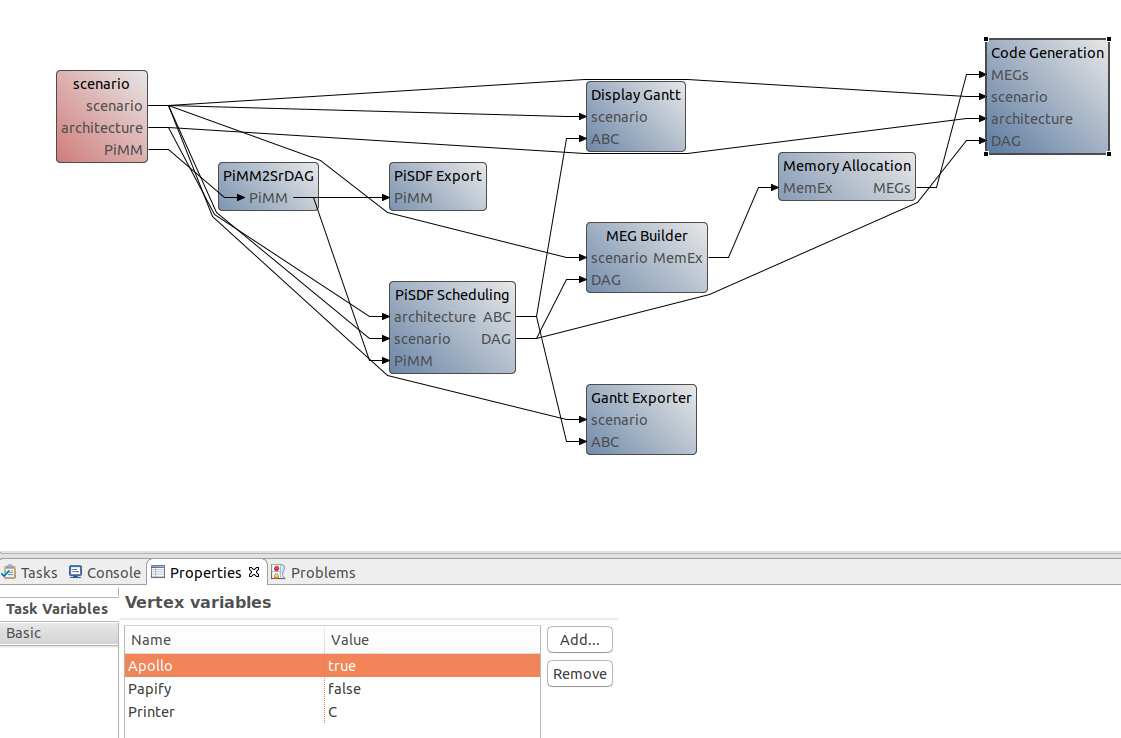 scenario
scenario
architecture
PiMM
PiMM2SrDAG
PiMM
PiSDF Export
PiMM
PiSDF Scheduling
architecture ABC
scenario DAG
PiMM
Display Gantt
scenario
ABC
MEG Builder
scenario MemEx
DAG
Gantt Exporter
scenario
ABC
Memory Allocation
MemEx MEGs
Code Generation
MEGs
scenario
architecture
DAG
Tasks Console Properties Problems
Task Variables
Basic
Vertex variables
Name Value
Apollo true
Papify false
Printer C
Add...
Remove